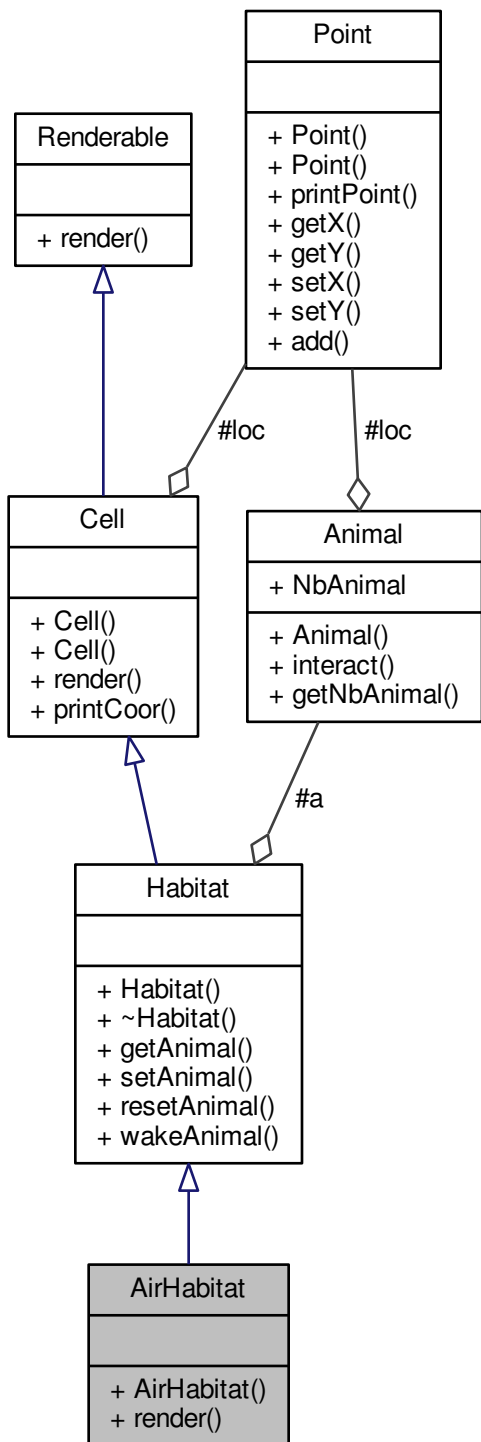 Point
+ Point()
+ Point()
+ printPoint()
+ getX()
+ getY()
+ setX()
+ setY()
+ add()
Renderable
+ render()
#loc
#loc
Cell
+ Cell()
+ Cell()
+ render()
+ printCoor()
Animal
+ NbAnimal
+ Animal()
+ interact()
+ getNbAnimal()
#a
Habitat
+ Habitat()
+ ~Habitat()
+ getAnimal()
+ setAnimal()
+ resetAnimal()
+ wakeAnimal()
AirHabitat
+ AirHabitat()
+ render()